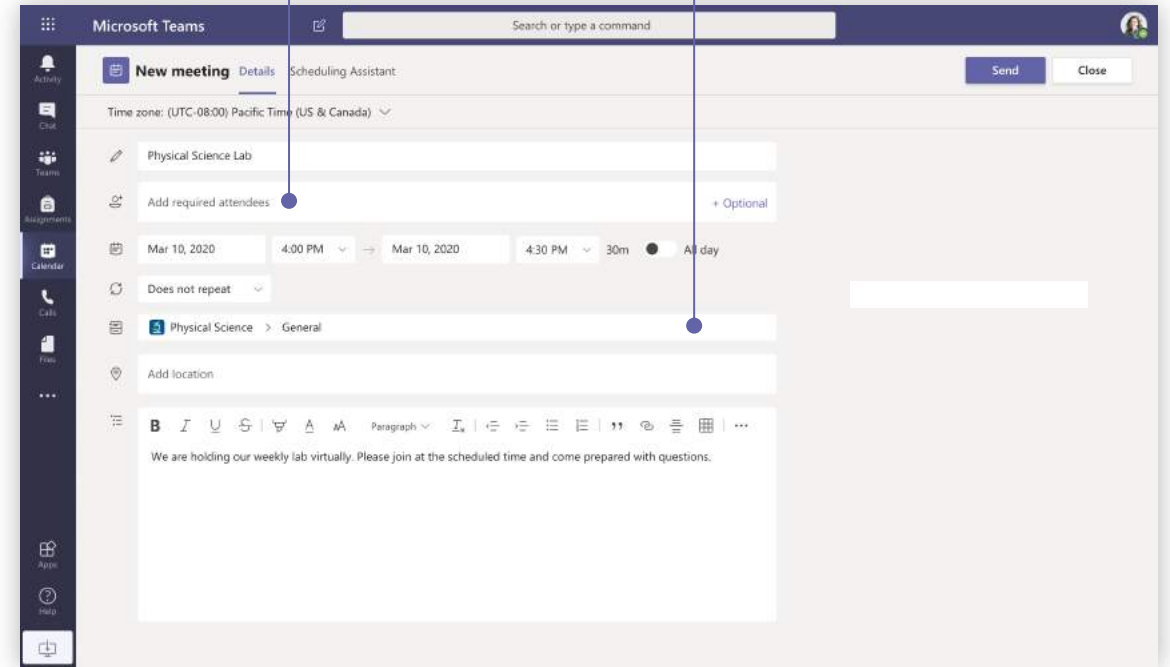 Microsoft Teams
Search or type a command
Activity
New meeting Details Scheduling Assistant
Send
Close
Chat
Time zone: (UTC-08:00) Pacific Time (US & Canada)
Teams
Physical Science Lab
Assignments
Add required attendees
+ Optional
Calendar
Mar 10, 2020 4:00 PM → Mar 10, 2020 4:30 PM 30m All day
Does not repeat
Calls
Physical Science > General
Files
Add location
B I U S A AA Paragraph
We are holding our weekly lab virtually. Please join at the scheduled time and come prepared with questions.
Apps
Help